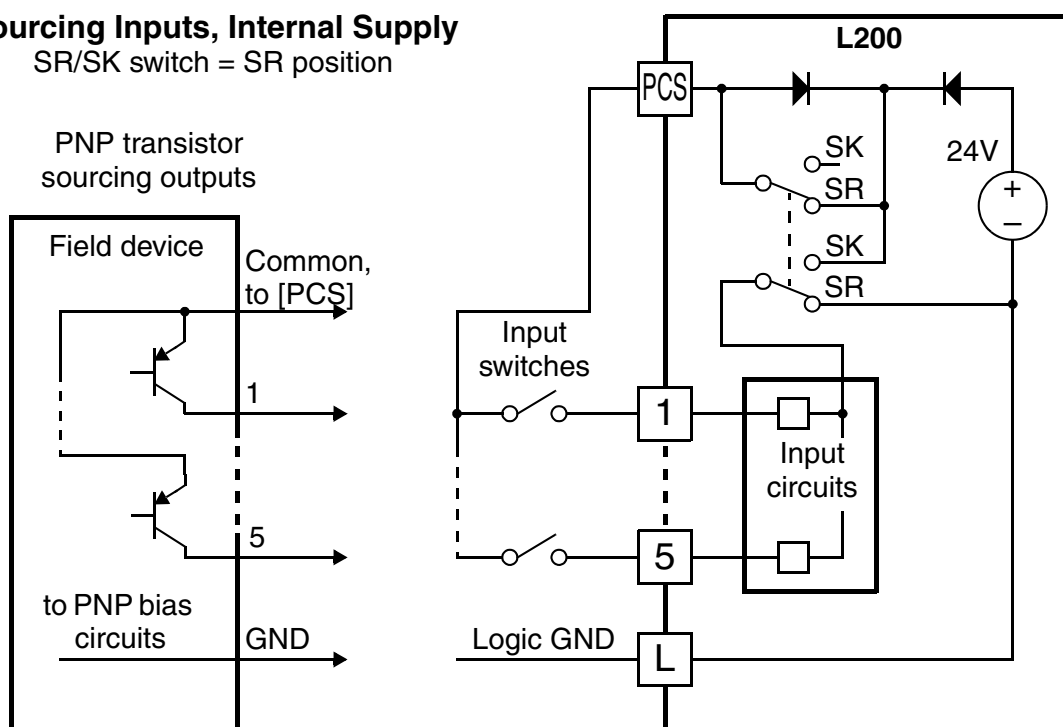 ourcing Inputs, Internal Supply
SR/SK switch = SR position
L200
PCS
PNP transistor
sourcing outputs
SK
SR
24V
+
–
Field device
Common,
to [PCS]
SK
SR
Input
switches
1
1
Input
circuits
5
5
to PNP bias
circuits
GND
Logic GND
L